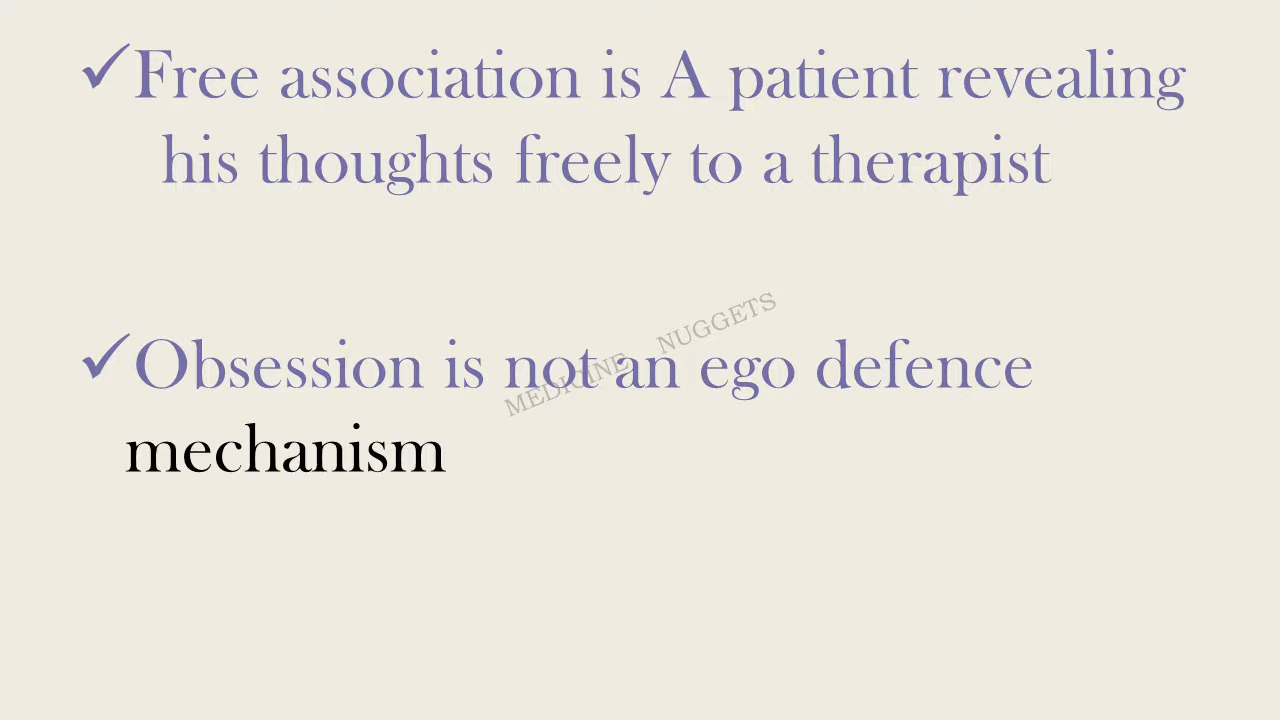 ✓Free association is A patient revealing
his thoughts freely to a therapist
✓Obsession is not an ego defence
mechanism
MEDICINE NUGGETS